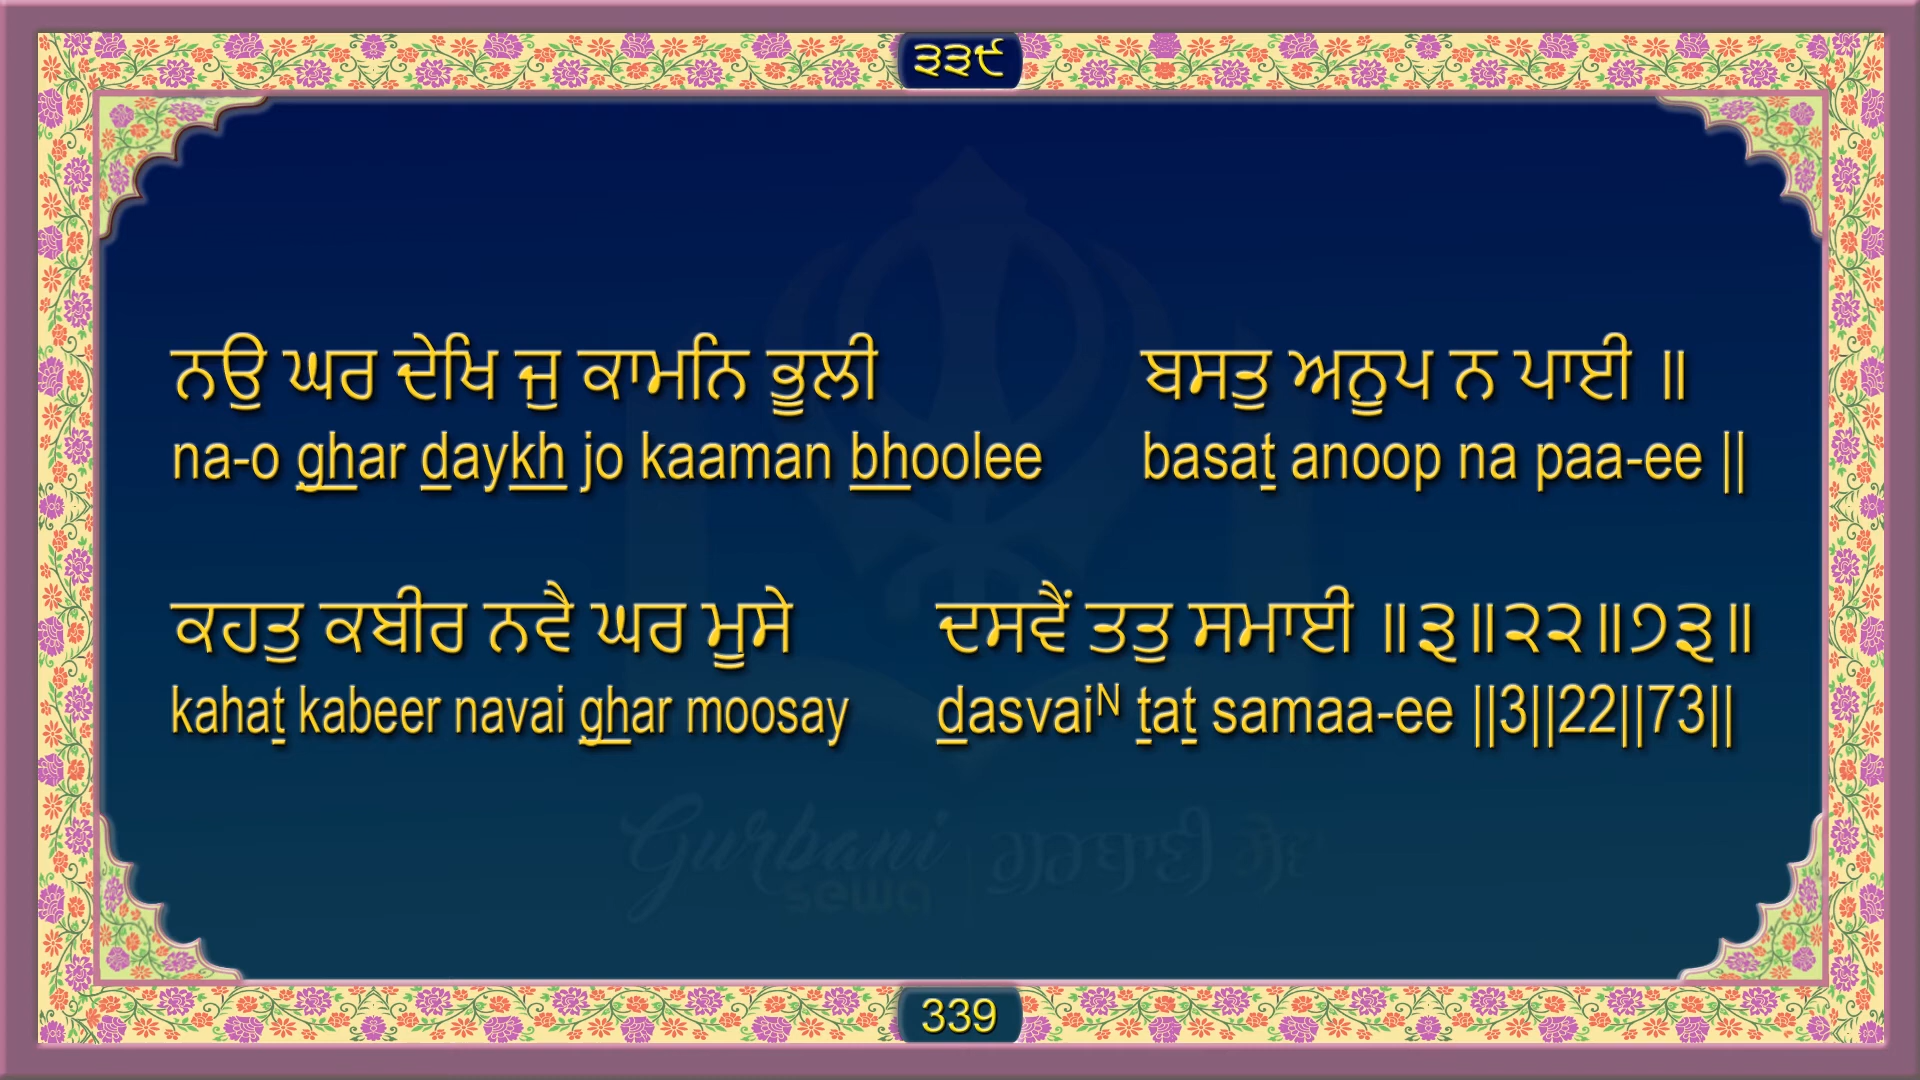 ੩੩੯
ਨਉ ਘਰ ਦੇਖਿ ਜੁ ਕਾਮਨਿ ਭੂਲੀ ਬਸਤੁ ਅਨੂਪ ਨ ਪਾਈ ॥
na-o ghar daykh jo kaaman bhoolee basat anoop na paa-ee ||
ਕਹਤੁ ਕਬੀਰ ਨਵੈ ਘਰ ਮੂਸੇ ਦਸਵੈਂ ਤਤੁ ਸਮਾਈ ॥੩॥੨੨॥੭੩॥
kahat kabeer navai ghar moosay dasvaiᴺ tat samaa-ee ||3||22||73||
Gurbani
sewa
339